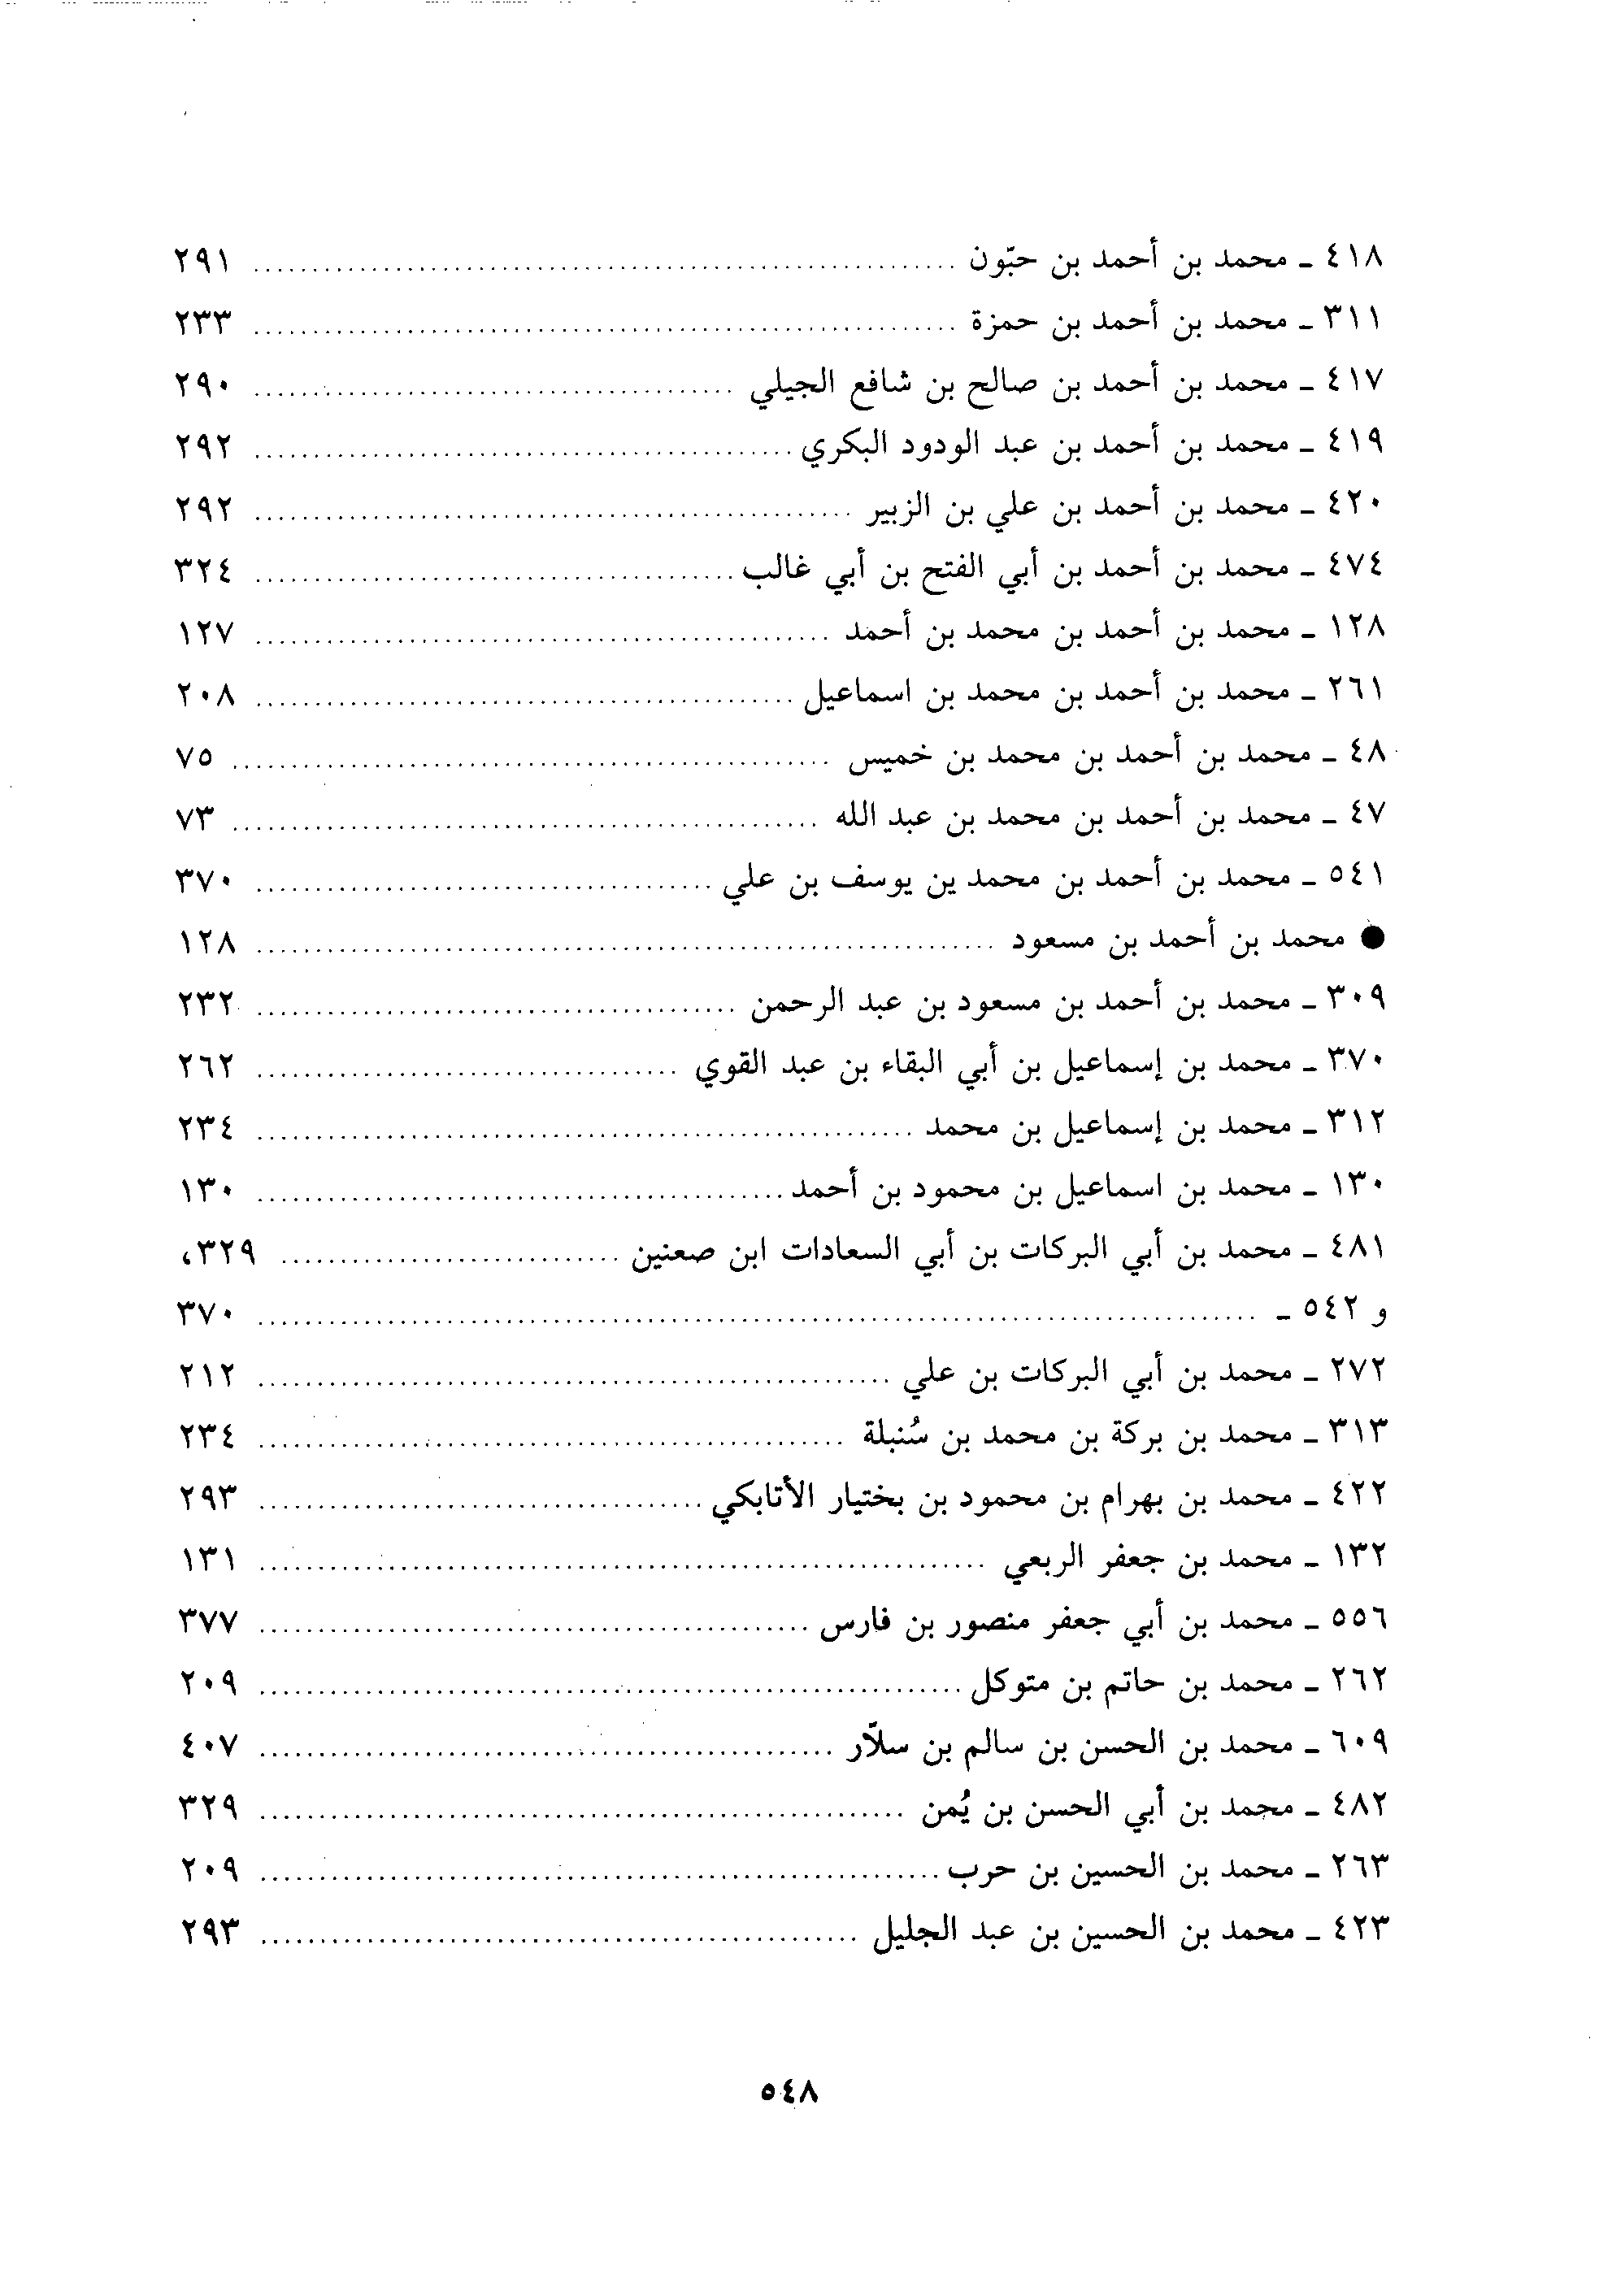 ٤١٨ ـ محمد بن أحمد بن حبّون ........ ٢٩١
٣١١ ـ محمد بن أحمد بن حمزة ........ ٢٣٣
٤١٧ ـ محمد بن أحمد بن صالح بن شافع الجيلي ........ ٢٩٠
٤١٩ ـ محمد بن أحمد بن عبد الودود البكري ........ ٢٩٢
٤٢٠ ـ محمد بن أحمد بن علي بن الزبير ........ ٢٩٢
٤٧٤ ـ محمد بن أحمد بن أبي الفتح بن أبي غالب ........ ٣٢٤
١٢٨ ـ محمد بن أحمد بن محمد بن أحمد ........ ١٢٧
٢٦١ ـ محمد بن أحمد بن محمد بن اسماعيل ........ ٢٠٨
٤٨ ـ محمد بن أحمد بن محمد بن خميس ........ ٧٥
٤٧ ـ محمد بن أحمد بن محمد بن عبد الله ........ ٧٣
٥٤١ ـ محمد بن أحمد بن محمد ين يوسف بن علي ........ ٣٧٠
● محمد بن أحمد بن مسعود ........ ١٢٨
٣٠٩ ـ محمد بن أحمد بن مسعود بن عبد الرحمن ........ ٢٣٢
٣٧٠ ـ محمد بن إسماعيل بن أبي البقاء بن عبد القوي ........ ٢٦٢
٣١٢ ـ محمد بن إسماعيل بن محمد ........ ٢٣٤
١٣٠ ـ محمد بن اسماعيل بن محمود بن أحمد ........ ١٣٠
٤٨١ ـ محمد بن أبي البركات بن أبي السعادات ابن صعنين ........ ٣٢٩،
و ٥٤٢ ـ ........ ٣٧٠
٢٧٢ ـ محمد بن أبي البركات بن علي ........ ٢١٢
٣١٣ ـ محمد بن بركة بن محمد بن سُنبلة ........ ٢٣٤
٤٢٢ ـ محمد بن بهرام بن محمود بن بختيار الأتابكي ........ ٢٩٣
١٣٢ ـ محمد بن جعفر الربعي ........ ١٣١
٥٥٦ ـ محمد بن أبي جعفر منصور بن فارس ........ ٣٧٧
٢٦٢ ـ محمد بن حاتم بن متوكل ........ ٢٠٩
٦٠٩ ـ محمد بن الحسن بن سالم بن سلاّر ........ ٤٠٧
٤٨٢ ـ محمد بن أبي الحسن بن يُمن ........ ٣٢٩
٢٦٣ ـ محمد بن الحسين بن حرب ........ ٢٠٩
٤٢٣ ـ محمد بن الحسين بن عبد الجليل ........ ٢٩٣
٥٤٨